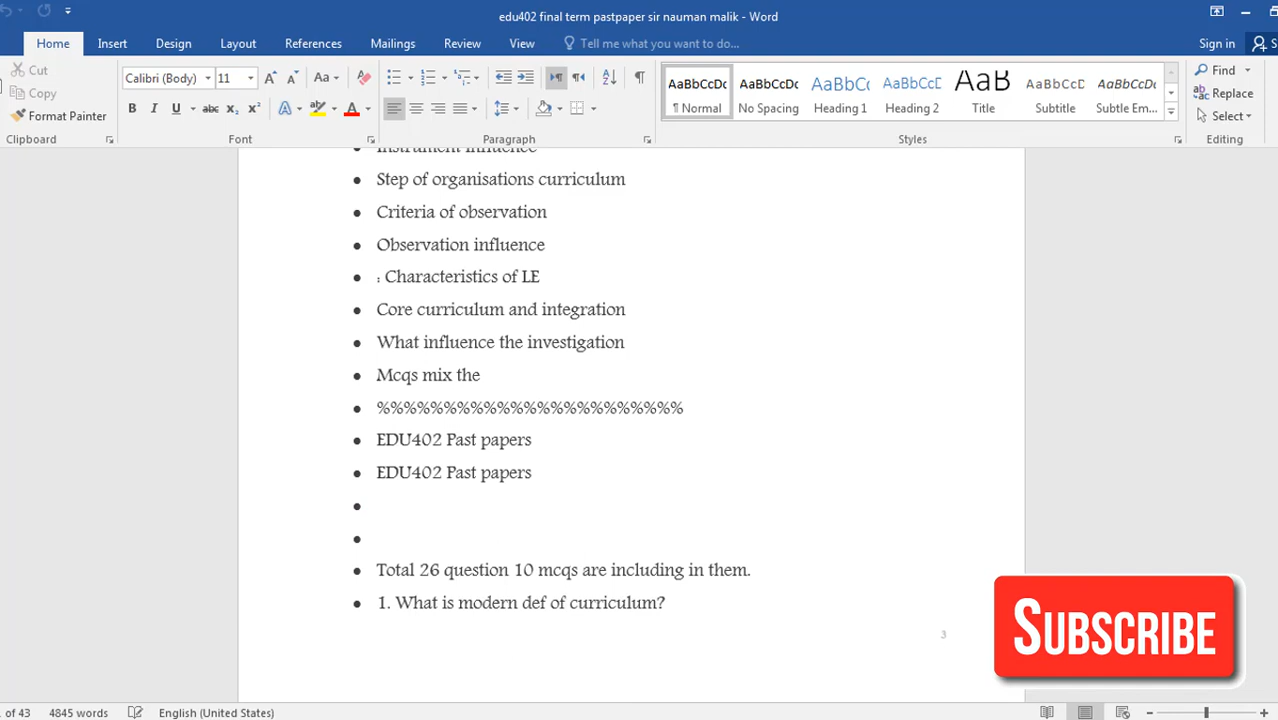 edu402 final term pastpaper sir nauman malik - Word
Home Insert Design Layout References Mailings Review View Tell me what you want to do... Sign in
Cut
Copy
Format Painter
Clipboard
Calibri (Body) 11
Font
Paragraph
AaBbCcDc AaBbCcDc AaBbCcD AaBbCcD AaB AaBbCcD AaBbCcDc
¶ Normal No Spacing Heading 1 Heading 2 Title Subtitle Subtle Em...
Styles
Find
Replace
Select
Editing
Instrument influence
Step of organisations curriculum
Criteria of observation
Observation influence
: Characteristics of LE
Core curriculum and integration
What influence the investigation
Mcqs mix the
%%%%%%%%%%%%%%%%%%%%%%%
EDU402 Past papers
EDU402 Past papers
Total 26 question 10 mcqs are including in them.
1. What is modern def of curriculum?
3
SUBSCRIBE
of 43 4845 words English (United States)